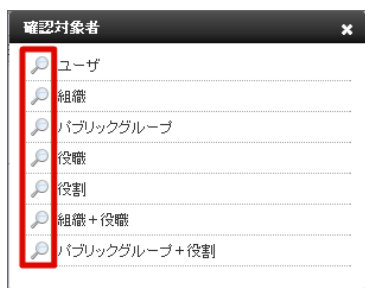 確認対象者
ユーザ
組織
パブリックグループ
役職
役割
組織+役職
パブリックグループ+役割